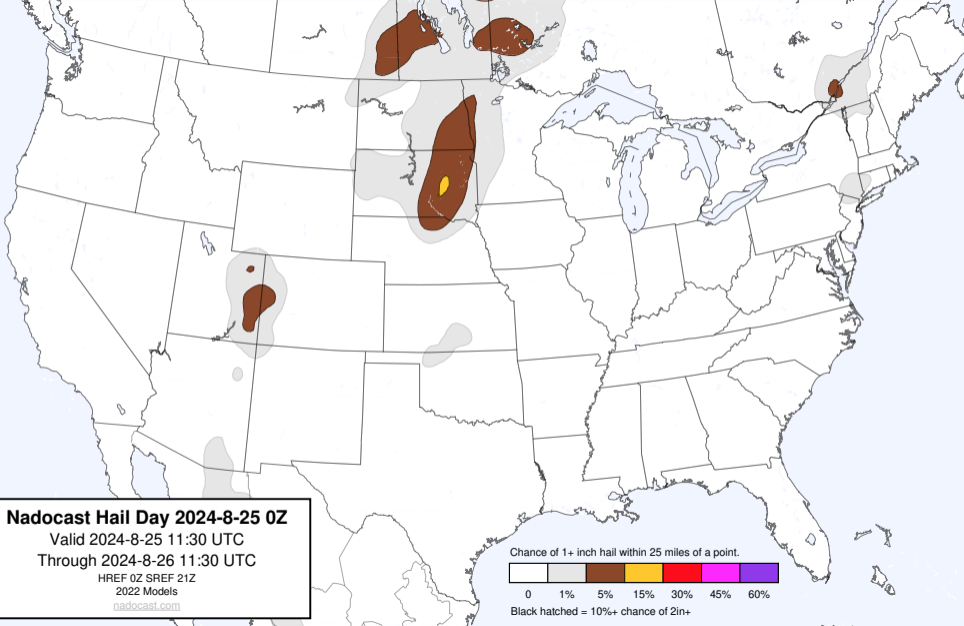 Nadocast Hail Day 2024-8-25 0Z
Valid 2024-8-25 11:30 UTC
Through 2024-8-26 11:30 UTC
HREF 0Z SREF 21Z
2022 Models
nadocast.com
Chance of 1+ inch hail within 25 miles of a point.
0 1% 5% 15% 30% 45% 60%
Black hatched = 10%+ chance of 2in+